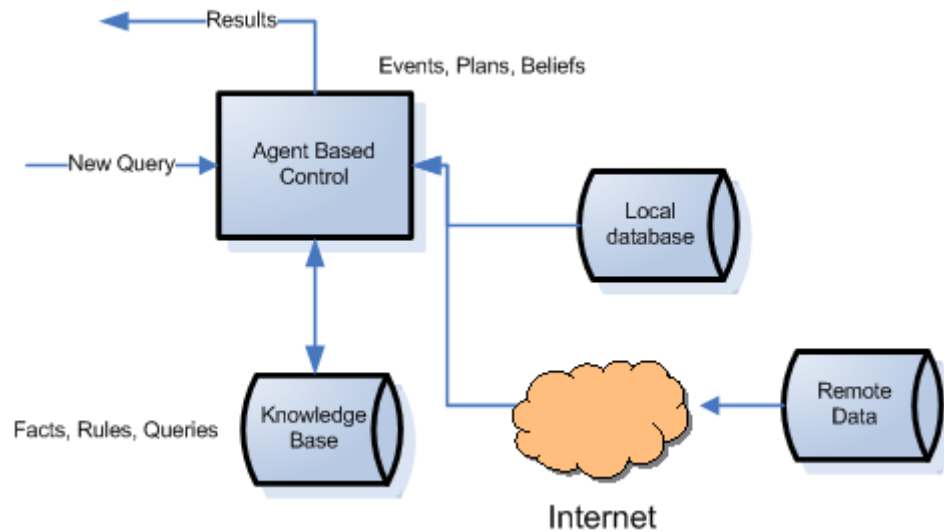 Results
Events, Plans, Beliefs
New Query
Agent Based
Control
Local
database
Facts, Rules, Queries
Knowledge
Base
Remote
Data
Internet